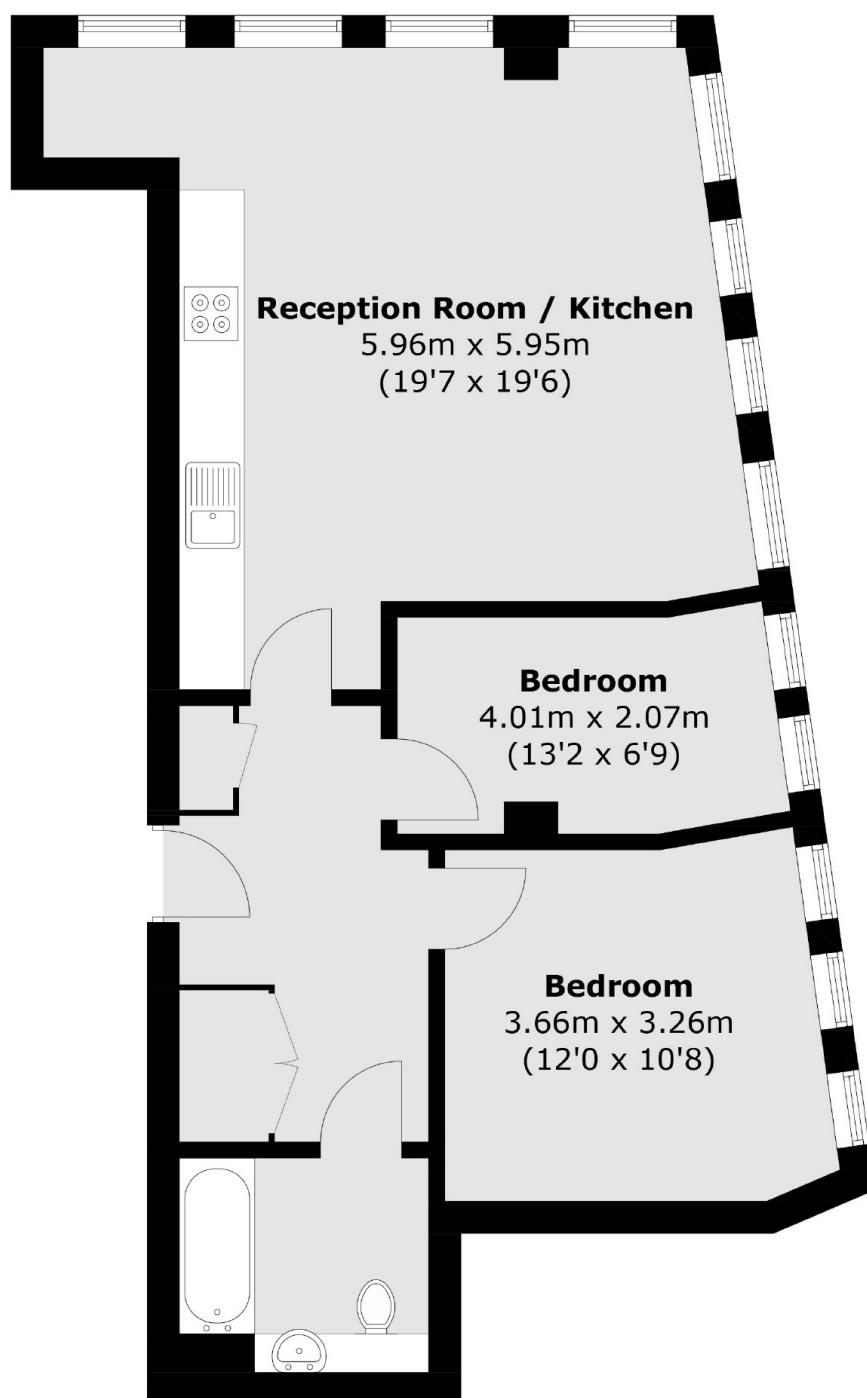 Reception Room / Kitchen
5.96m x 5.95m
(19'7 x 19'6)
Bedroom
4.01m x 2.07m
(13'2 x 6'9)
Bedroom
3.66m x 3.26m
(12'0 x 10'8)